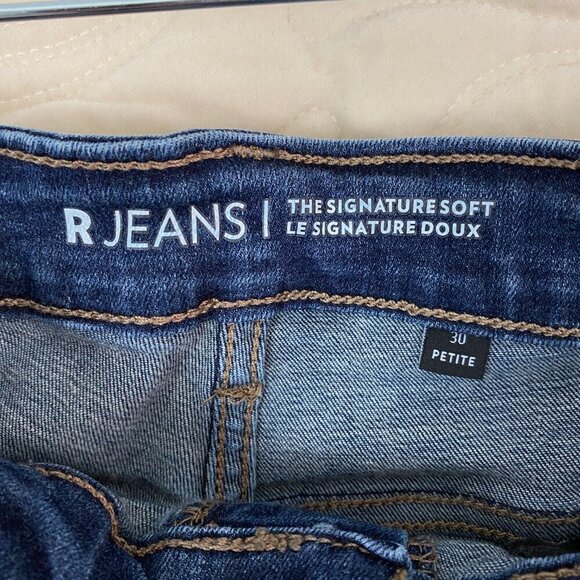 R JEANS | THE SIGNATURE SOFT
LE SIGNATURE DOUX
30
PETITE